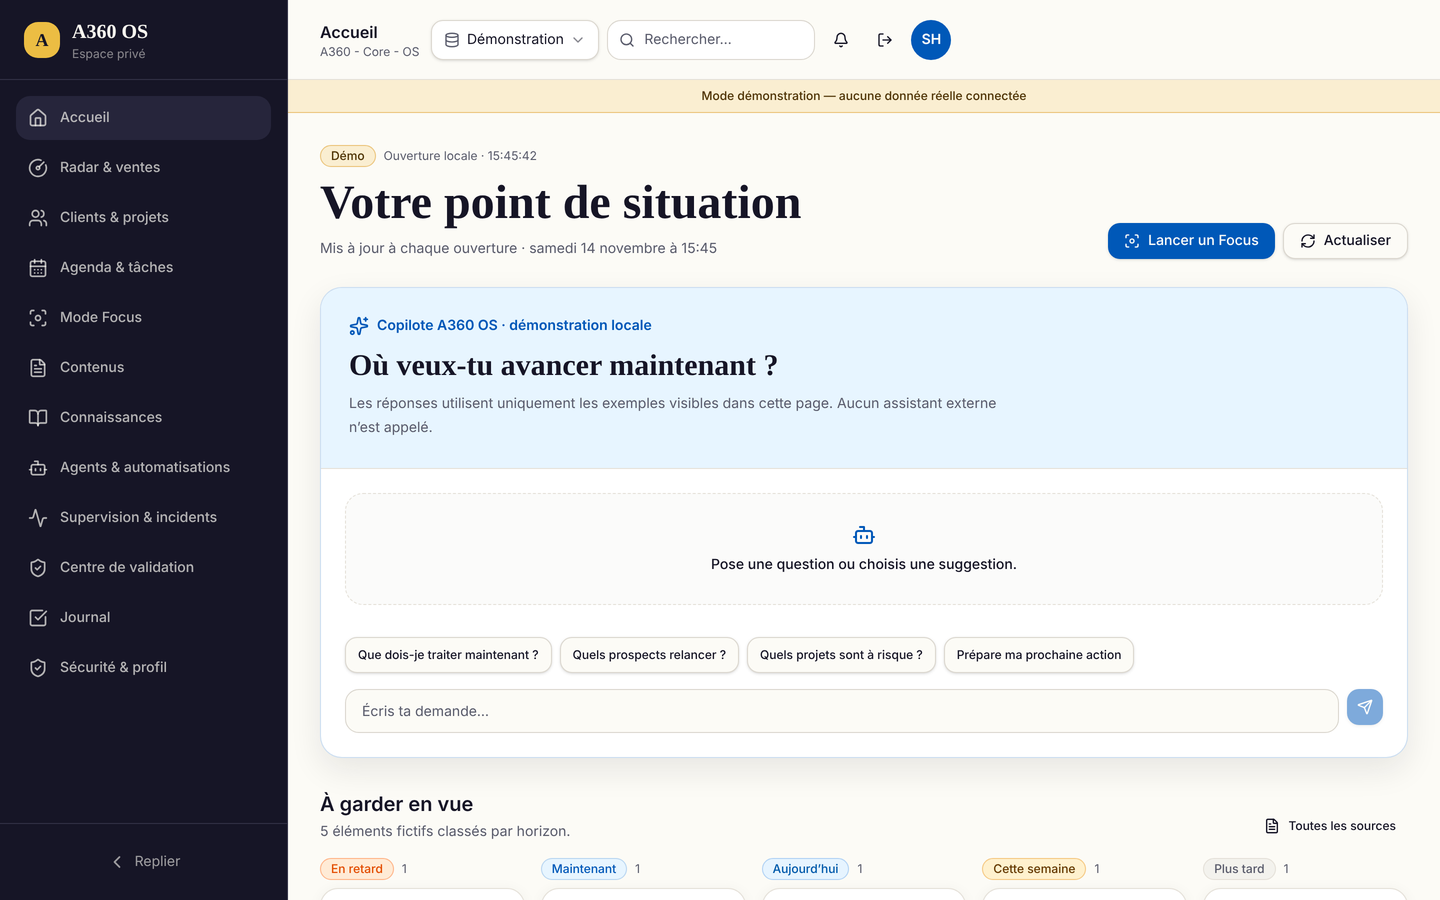 A
A360 OS
Espace privé
Accueil
Radar & ventes
Clients & projets
Agenda & tâches
Mode Focus
Contenus
Connaissances
Agents & automatisations
Supervision & incidents
Centre de validation
Journal
Sécurité & profil
Replier
Accueil
A360 - Core - OS
Démonstration
Rechercher...
SH
Mode démonstration — aucune donnée réelle connectée
Démo
Ouverture locale · 15:45:42
Votre point de situation
Mis à jour à chaque ouverture · samedi 14 novembre à 15:45
Lancer un Focus
Actualiser
Copilote A360 OS · démonstration locale
Où veux-tu avancer maintenant ?
Les réponses utilisent uniquement les exemples visibles dans cette page. Aucun assistant externe
n’est appelé.
Pose une question ou choisis une suggestion.
Que dois-je traiter maintenant ?
Quels prospects relancer ?
Quels projets sont à risque ?
Prépare ma prochaine action
Écris ta demande...
À garder en vue
5 éléments fictifs classés par horizon.
Toutes les sources
En retard 1
Maintenant 1
Aujourd’hui 1
Cette semaine 1
Plus tard 1